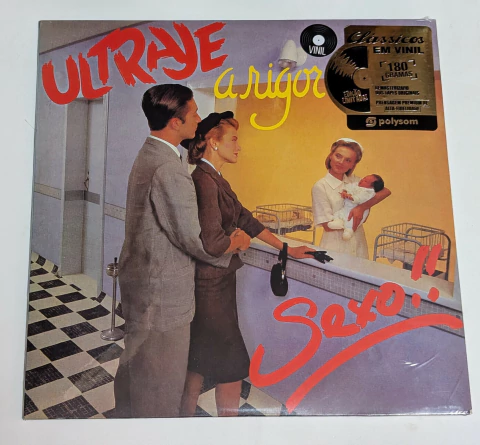 ULTRAJE
a rigor
VINIL
Clássicos
EM VINIL
180
GRAMAS
polysom
Sexo!!